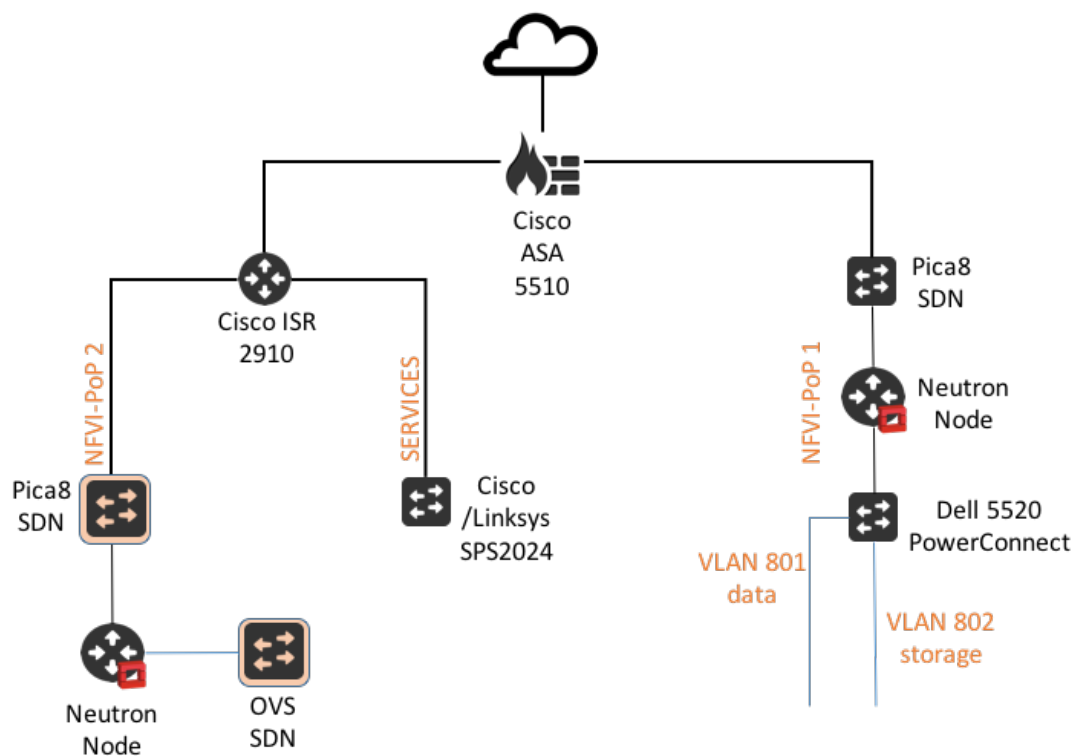 Cisco
ASA
5510
Pica8
SDN
Cisco ISR
2910
NFVI-PoP 2
SERVICES
NFVI-PoP 1
Neutron
Node
Pica8
SDN
Cisco
/Linksys
SPS2024
Dell 5520
PowerConnect
VLAN 801
data
VLAN 802
storage
Neutron
Node
OVS
SDN